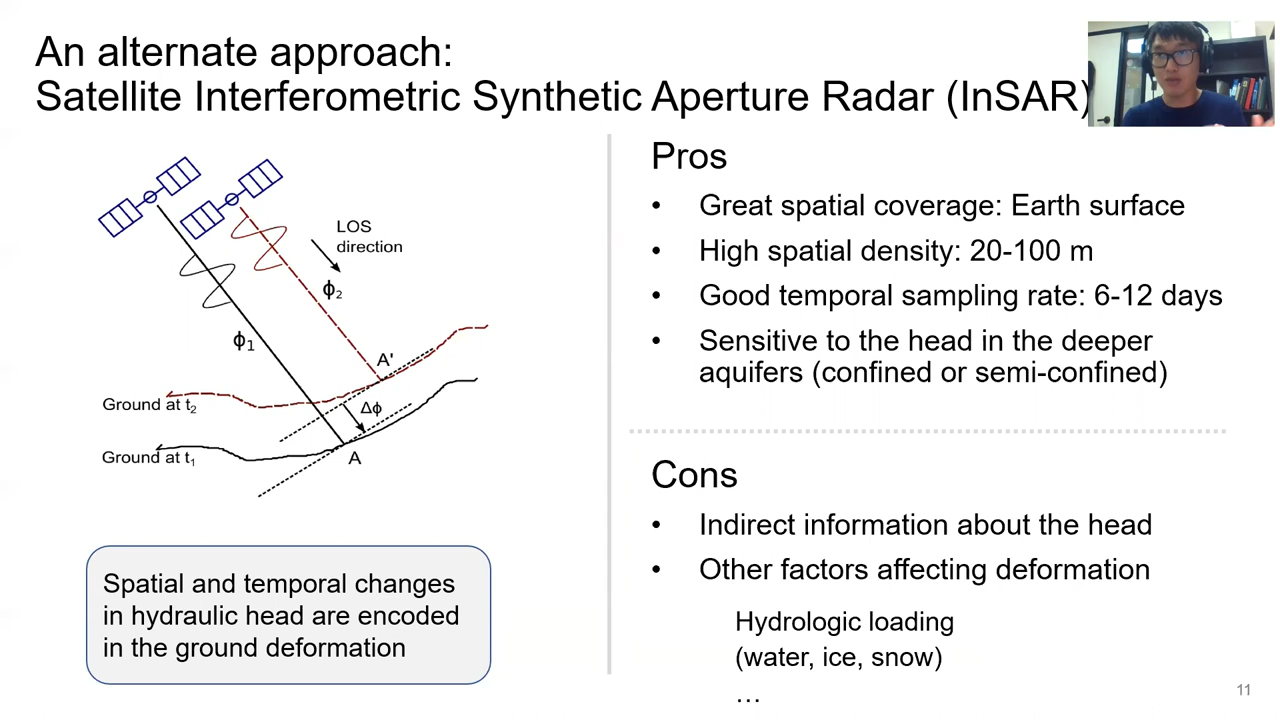 An alternate approach:
Satellite Interferometric Synthetic Aperture Radar (InSAR)
LOS
direction
ϕ₂
ϕ₁
A'
Δϕ
Ground at t₂
Ground at t₁
A
Spatial and temporal changes
in hydraulic head are encoded
in the ground deformation
Pros
• Great spatial coverage: Earth surface
• High spatial density: 20-100 m
• Good temporal sampling rate: 6-12 days
• Sensitive to the head in the deeper
aquifers (confined or semi-confined)
Cons
• Indirect information about the head
• Other factors affecting deformation
Hydrologic loading
(water, ice, snow)
…
11